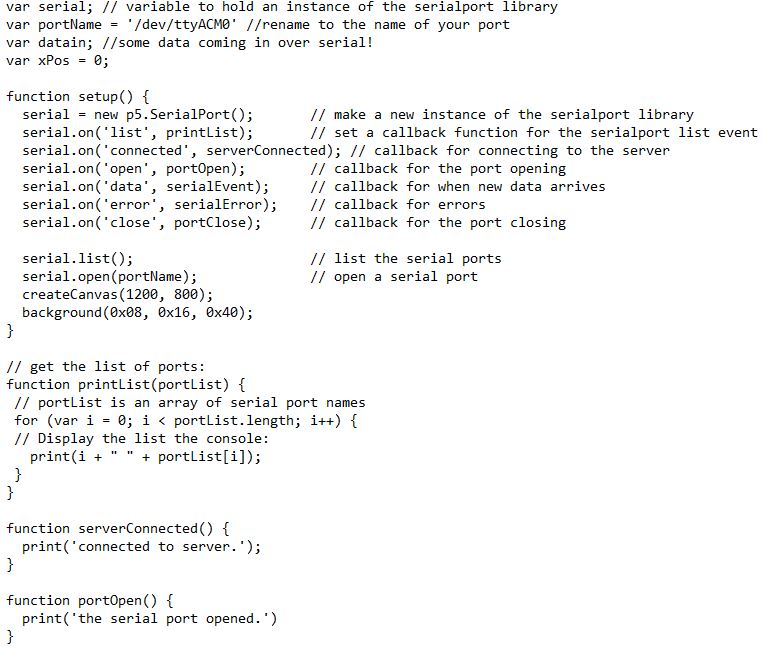 var serial; // variable to hold an instance of the serialport library
var portName = '/dev/ttyACM0' //rename to the name of your port
var datain; //some data coming in over serial!
var xPos = 0;

function setup() {
  serial = new p5.SerialPort();       // make a new instance of the serialport library
  serial.on('list', printList);       // set a callback function for the serialport list event
  serial.on('connected', serverConnected); // callback for connecting to the server
  serial.on('open', portOpen);        // callback for the port opening
  serial.on('data', serialEvent);     // callback for when new data arrives
  serial.on('error', serialError);    // callback for errors
  serial.on('close', portClose);      // callback for the port closing

  serial.list();                      // list the serial ports
  serial.open(portName);              // open a serial port
  createCanvas(1200, 800);
  background(0x08, 0x16, 0x40);
}

// get the list of ports:
function printList(portList) {
 // portList is an array of serial port names
 for (var i = 0; i < portList.length; i++) {
 // Display the list the console:
   print(i + " " + portList[i]);
 }
}

function serverConnected() {
  print('connected to server.');
}

function portOpen() {
  print('the serial port opened.')
}